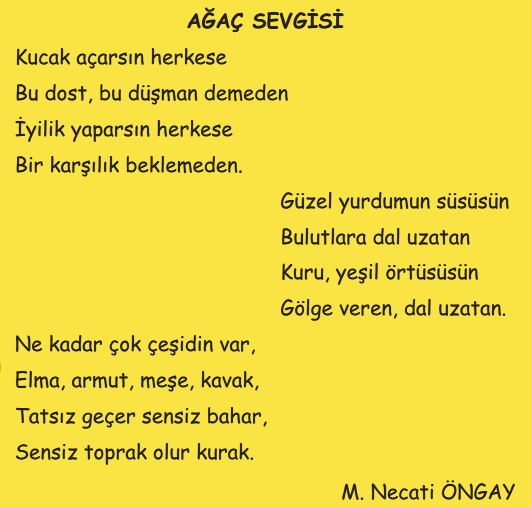 AĞAÇ SEVGİSİ
Kucak açarsın herkese
Bu dost, bu düşman demeden
İyilik yaparsın herkese
Bir karşılık beklemeden.
Güzel yurdumun süsüsün
Bulutlara dal uzatan
Kuru, yeşil örtüsüsün
Gölge veren, dal uzatan.
Ne kadar çok çeşidin var,
Elma, armut, meşe, kavak,
Tatsız geçer sensiz bahar,
Sensiz toprak olur kurak.
M. Necati ÖNGAY